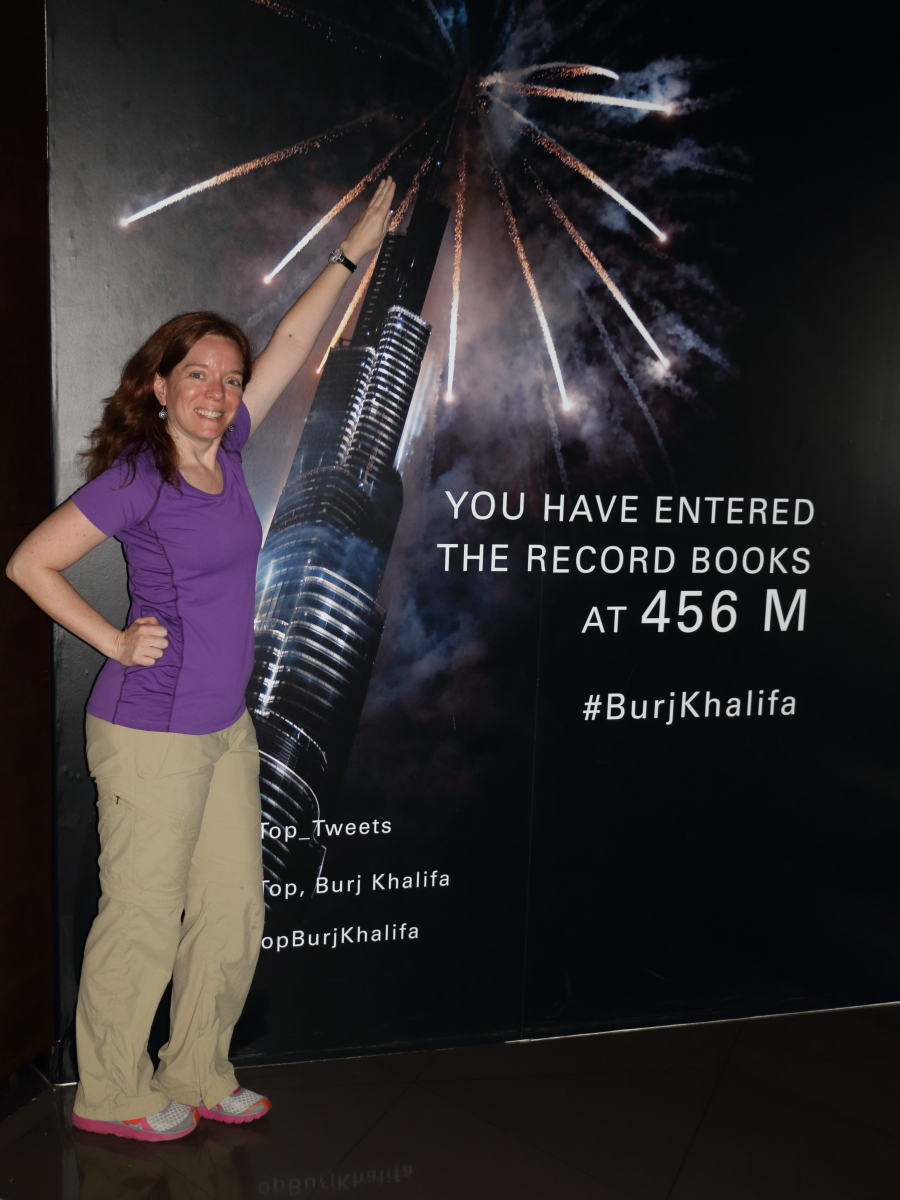 YOU HAVE ENTERED
THE RECORD BOOKS
AT 456 M
#BurjKhalifa
Top_Tweets
Top, Burj Khalifa
opBurjKhalifa